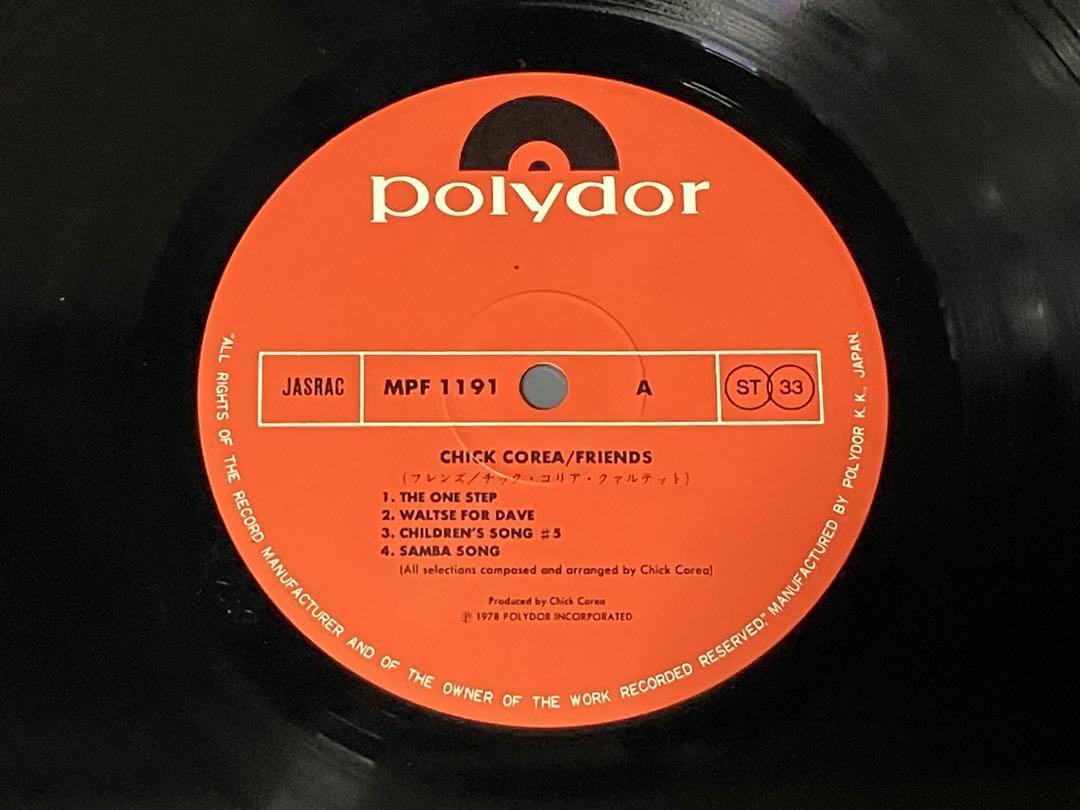 polydor
JASRAC MPF 1191 A ST 33
CHICK COREA/FRIENDS
(フレンズ/チック・コリア・クァルテット)
1. THE ONE STEP
2. WALTSE FOR DAVE
3. CHILDREN'S SONG #5
4. SAMBA SONG
(All selections composed and arranged by Chick Corea)
Produced by Chick Corea
Ⓟ 1978 POLYDOR INCORPORATED
"ALL RIGHTS OF THE RECORD MANUFACTURER AND OF THE OWNER OF THE WORK RECORDED RESERVED," MANUFACTURED BY POLYDOR K. K., JAPAN.